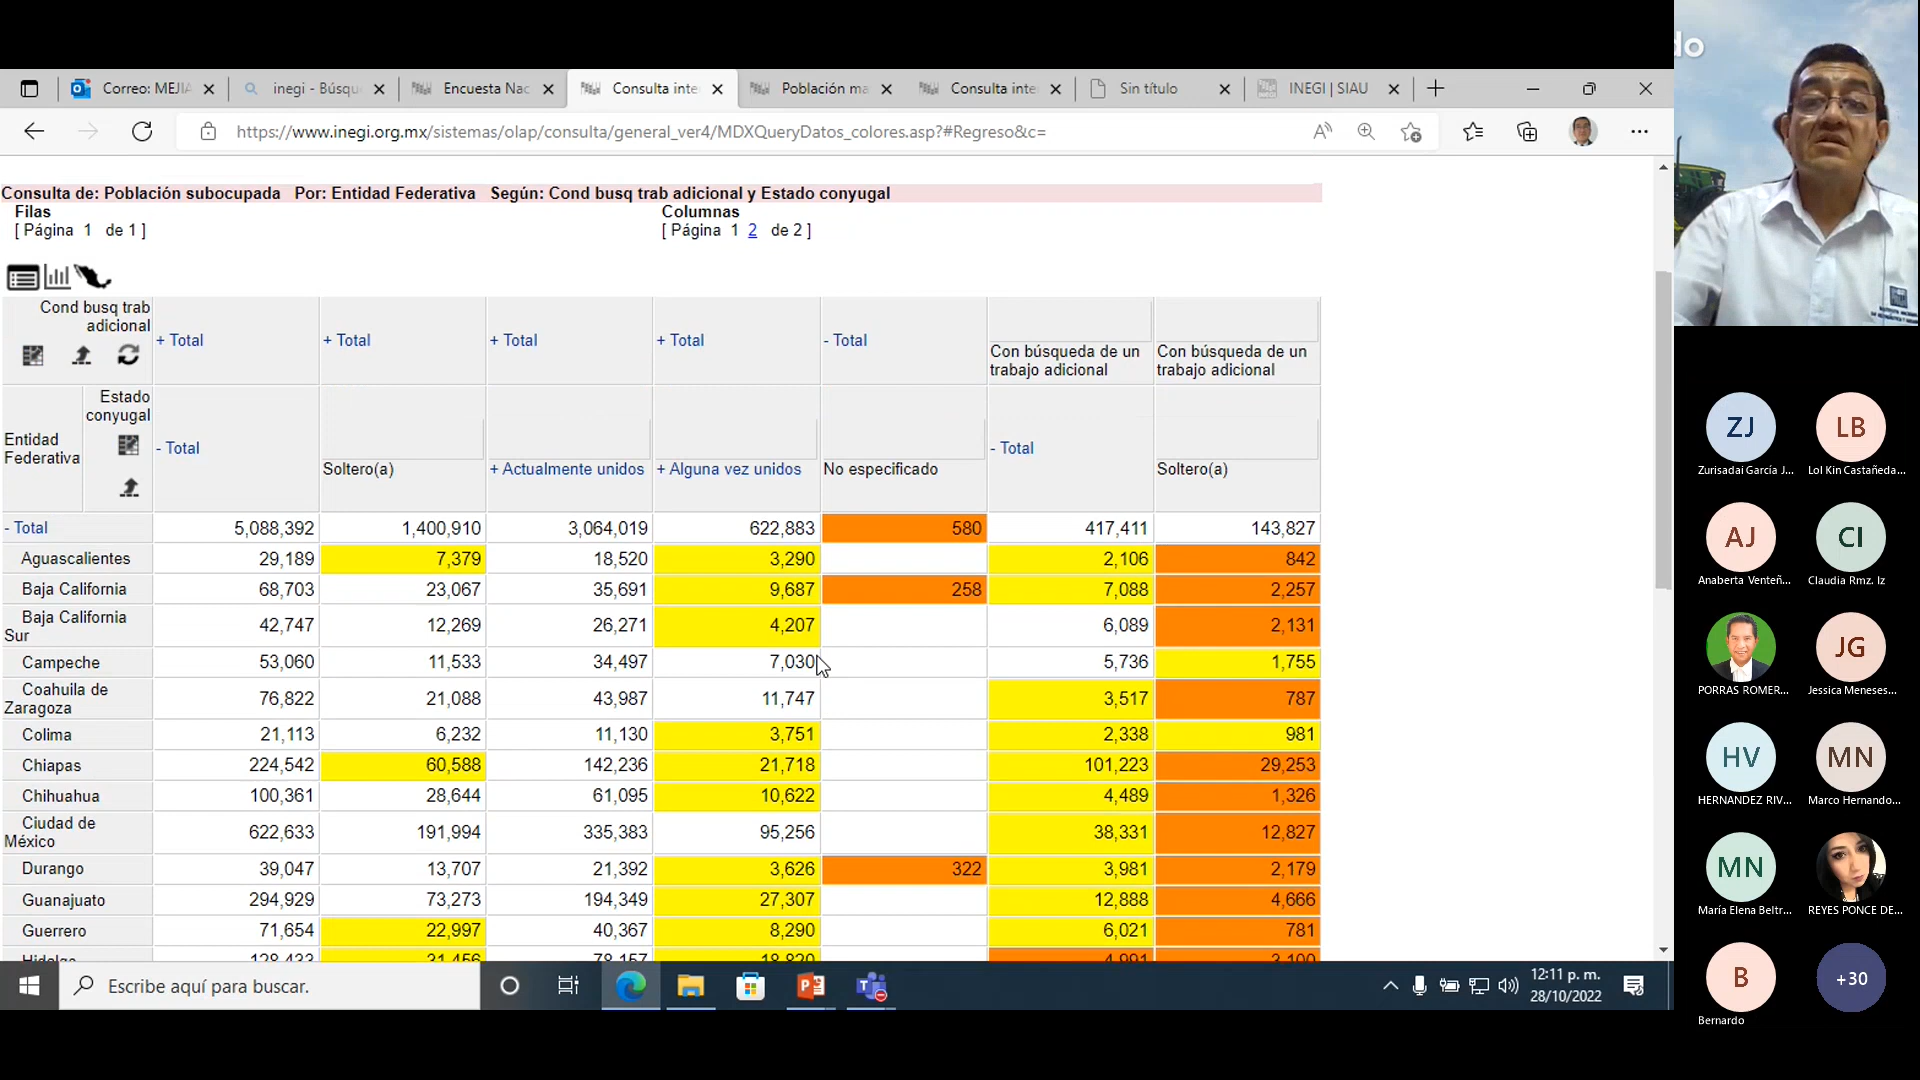 Correo: MEJIA
inegi - Búsqu
Encuesta Nac
Consulta inte
Población ma
Consulta inte
Sin título
INEGI | SIAU
https://www.inegi.org.mx/sistemas/olap/consulta/general_ver4/MDXQueryDatos_colores.asp?#Regreso&c=
Consulta de: Población subocupada Por: Entidad Federativa Según: Cond busq trab adicional y Estado conyugal
Filas Columnas
[ Página 1 de 1 ] [ Página 1 2 de 2 ]
Cond busq trab
adicional
+ Total + Total + Total + Total - Total
Con búsqueda de un
trabajo adicional
Con búsqueda de un
trabajo adicional
Estado
conyugal
Entidad
Federativa
- Total
Soltero(a)
+ Actualmente unidos
+ Alguna vez unidos
No especificado
- Total
Soltero(a)
- Total 5,088,392 1,400,910 3,064,019 622,883 580 417,411 143,827
Aguascalientes 29,189 7,379 18,520 3,290 2,106 842
Baja California 68,703 23,067 35,691 9,687 258 7,088 2,257
Baja California
Sur 42,747 12,269 26,271 4,207 6,089 2,131
Campeche 53,060 11,533 34,497 7,030 5,736 1,755
Coahuila de
Zaragoza 76,822 21,088 43,987 11,747 3,517 787
Colima 21,113 6,232 11,130 3,751 2,338 981
Chiapas 224,542 60,588 142,236 21,718 101,223 29,253
Chihuahua 100,361 28,644 61,095 10,622 4,489 1,326
Ciudad de
México 622,633 191,994 335,383 95,256 38,331 12,827
Durango 39,047 13,707 21,392 3,626 322 3,981 2,179
Guanajuato 294,929 73,273 194,349 27,307 12,888 4,666
Guerrero 71,654 22,997 40,367 8,290 6,021 781
Hidalgo 128,433 31,456 78,157 18,820 4,991 3,100
Escribe aquí para buscar.
12:11 p. m.
28/10/2022
do
ZJ
Zurisadai García J...
LB
Lol Kin Castañeda...
AJ
Anaberta Venteñ...
CI
Claudia Rmz. Iz
PORRAS ROMER...
JG
Jessica Meneses...
HV
HERNANDEZ RIV...
MN
Marco Hernando...
MN
María Elena Beltr...
REYES PONCE DE...
B
Bernardo
+30